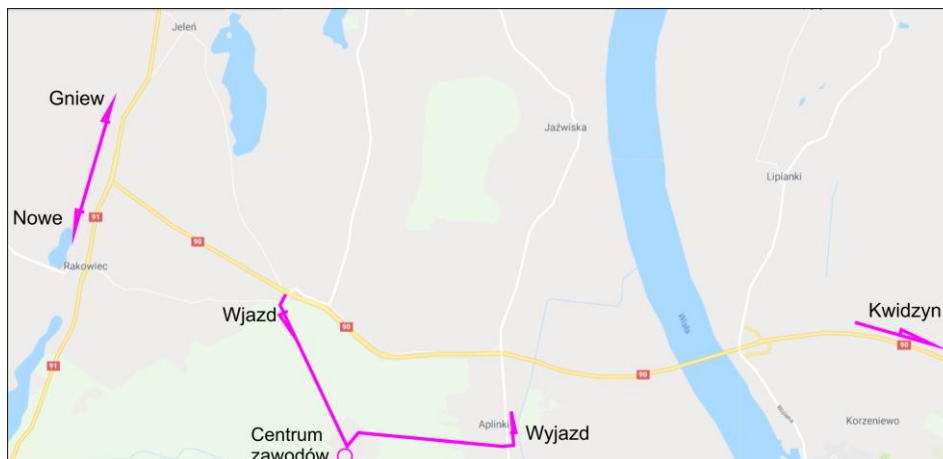 Jeleń
Gniew
Jaźwiska
Lipianki
Nowe
91
90
Rakowiec
Wjazd
90
Wisła
Kwidzyn
90
91
90
Aplinki
Wyjazd
Korzeniewo
Centrum
zawodów